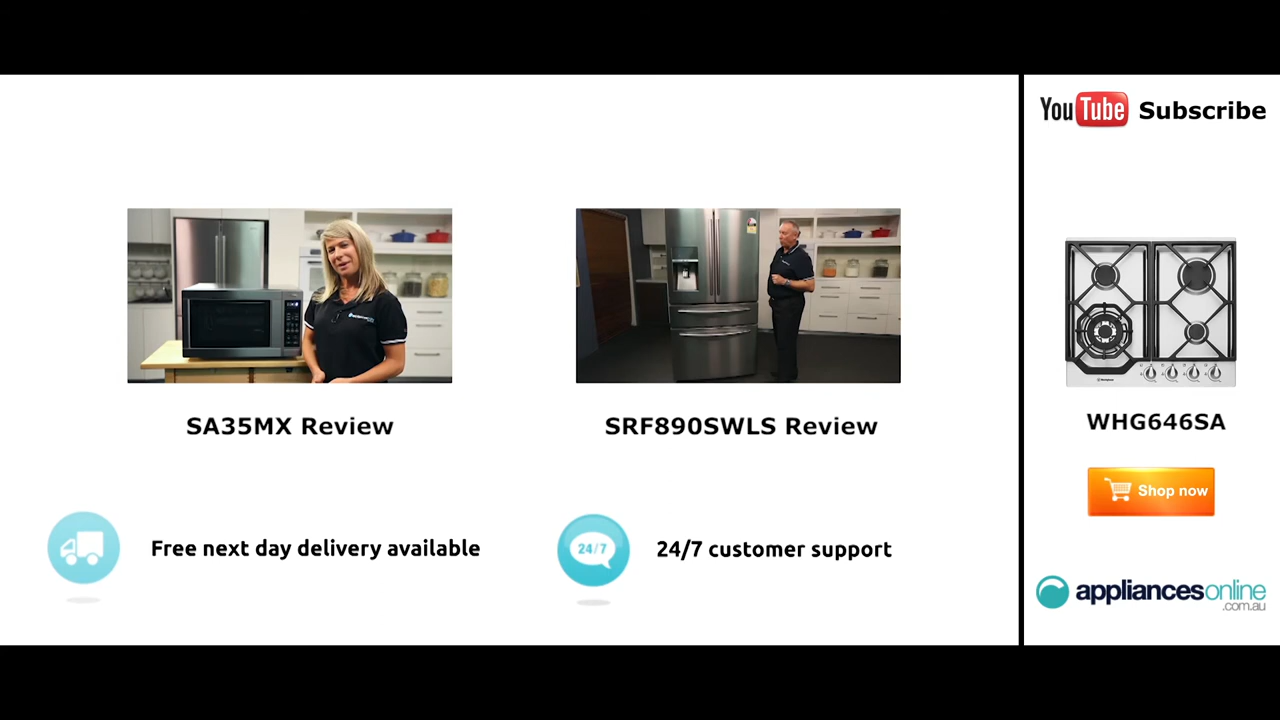 YouTube Subscribe
SA35MX Review
SRF890SWLS Review
WHG646SA
Shop now
Free next day delivery available
24/7
24/7 customer support
appliancesonline
.com.au